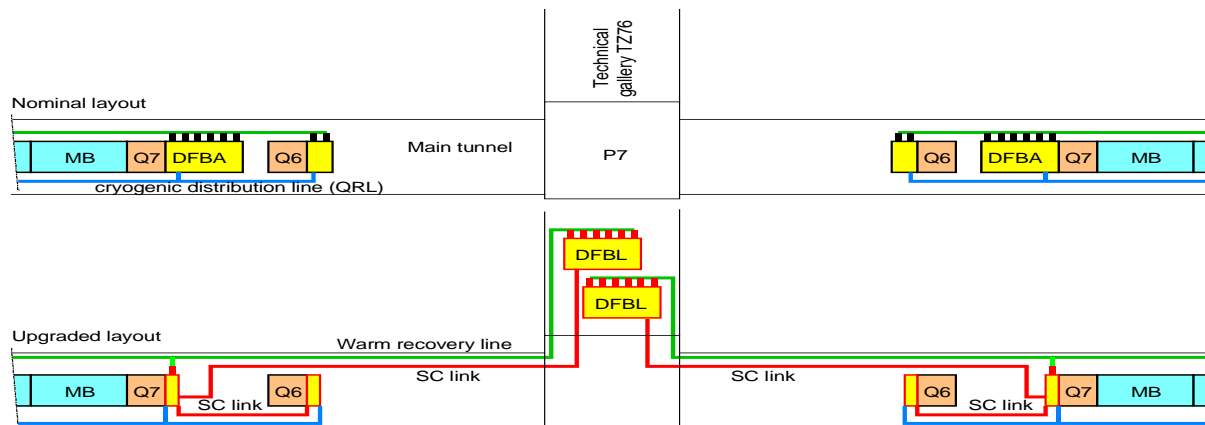 Technical
gallery TZ76
Nominal layout
MB Q7 DFBA Q6 Main tunnel P7 Q6 DFBA Q7 MB
cryogenic distribution line (QRL)
DFBL
DFBL
Upgraded layout
Warm recovery line
SC link SC link
MB Q7 Q6 Q6 Q7 MB
SC link SC link